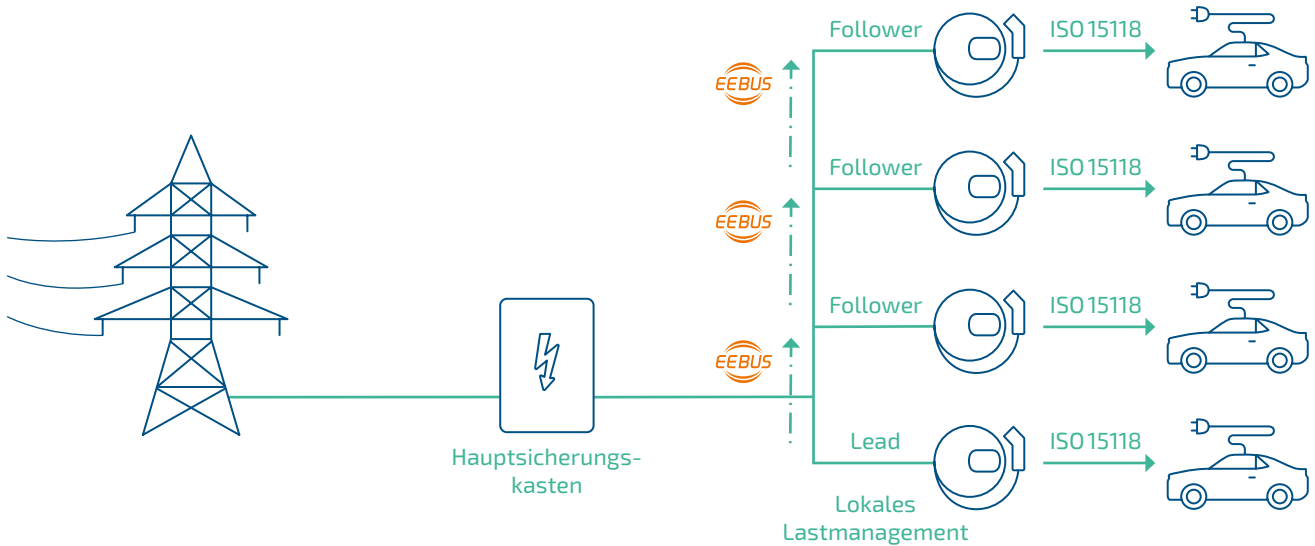 Follower
ISO 15118
EEBUS
Follower
ISO 15118
EEBUS
Follower
ISO 15118
EEBUS
Lead
ISO 15118
Hauptsicherungs-
kasten
Lokales
Lastmanagement